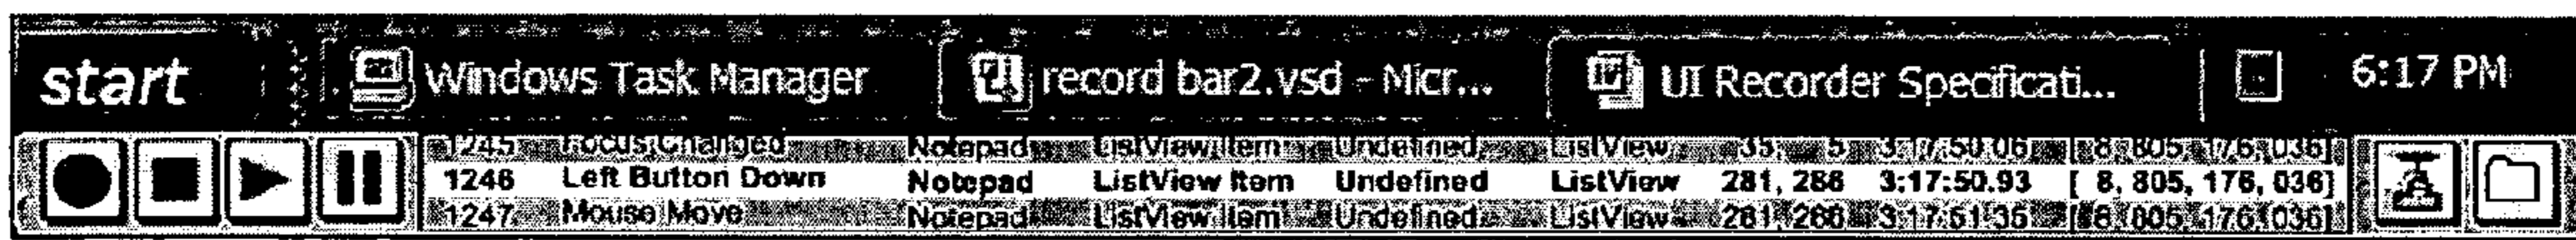 start Windows Task Manager record bar2.vsd - Micr... UI Recorder Specificati... 6:17 PM
1245 Focus Changed Notepad ListView Item Undefined ListView 35, 5 3:17:50.06 [ 8, 805, 176, 036]
1246 Left Button Down Notepad ListView Item Undefined ListView 281, 286 3:17:50.93 [ 8, 805, 176, 036]
1247 Mouse Move Notepad ListView Item Undefined ListView 281, 286 3:17:51.35 [ 8, 805, 176, 036]